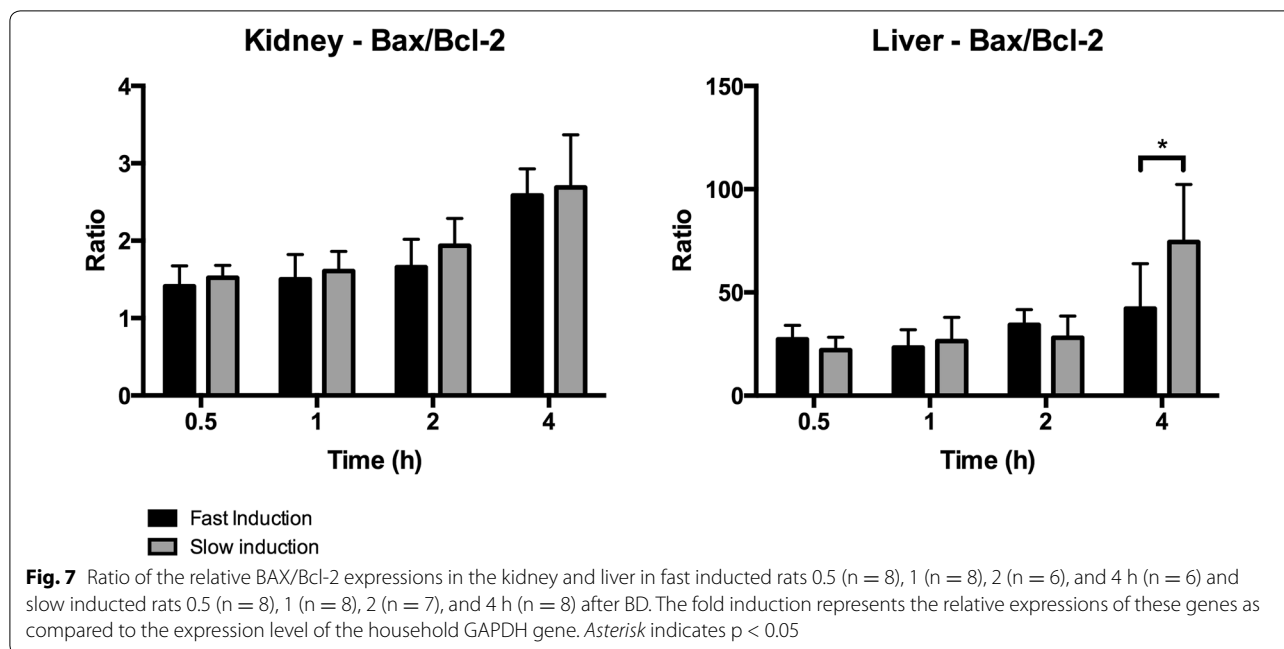 Kidney - Bax/Bcl-2
4
3
2
1
0
Ratio
0.5 1 2 4
Time (h)
Liver - Bax/Bcl-2
150
100
50
0
Ratio
*
0.5 1 2 4
Time (h)
Fast Induction
Slow induction
Fig. 7 Ratio of the relative BAX/Bcl-2 expressions in the kidney and liver in fast inducted rats 0.5 (n = 8), 1 (n = 8), 2 (n = 6), and 4 h (n = 6) and
slow inducted rats 0.5 (n = 8), 1 (n = 8), 2 (n = 7), and 4 h (n = 8) after BD. The fold induction represents the relative expressions of these genes as
compared to the expression level of the household GAPDH gene. Asterisk indicates p < 0.05